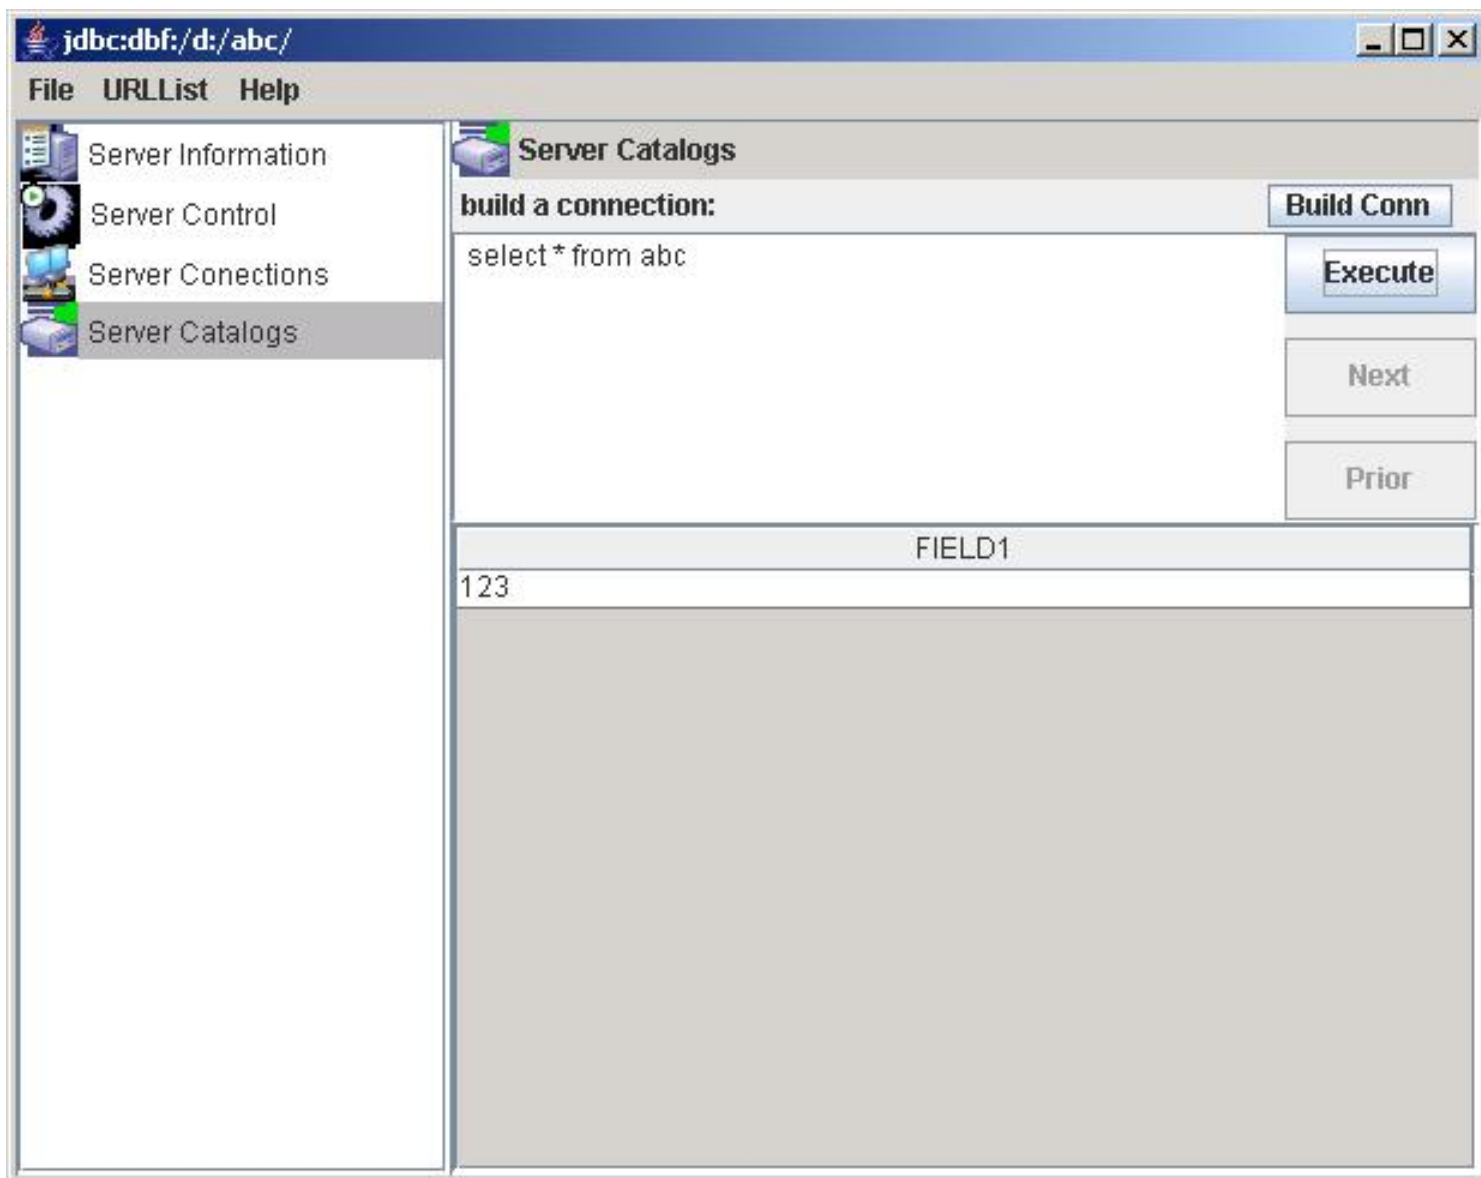 jdbc:dbf:/d:/abc/
File URLList Help
Server Information
Server Control
Server Conections
Server Catalogs
Server Catalogs
build a connection:
Build Conn
select * from abc
Execute
Next
Prior
FIELD1
123